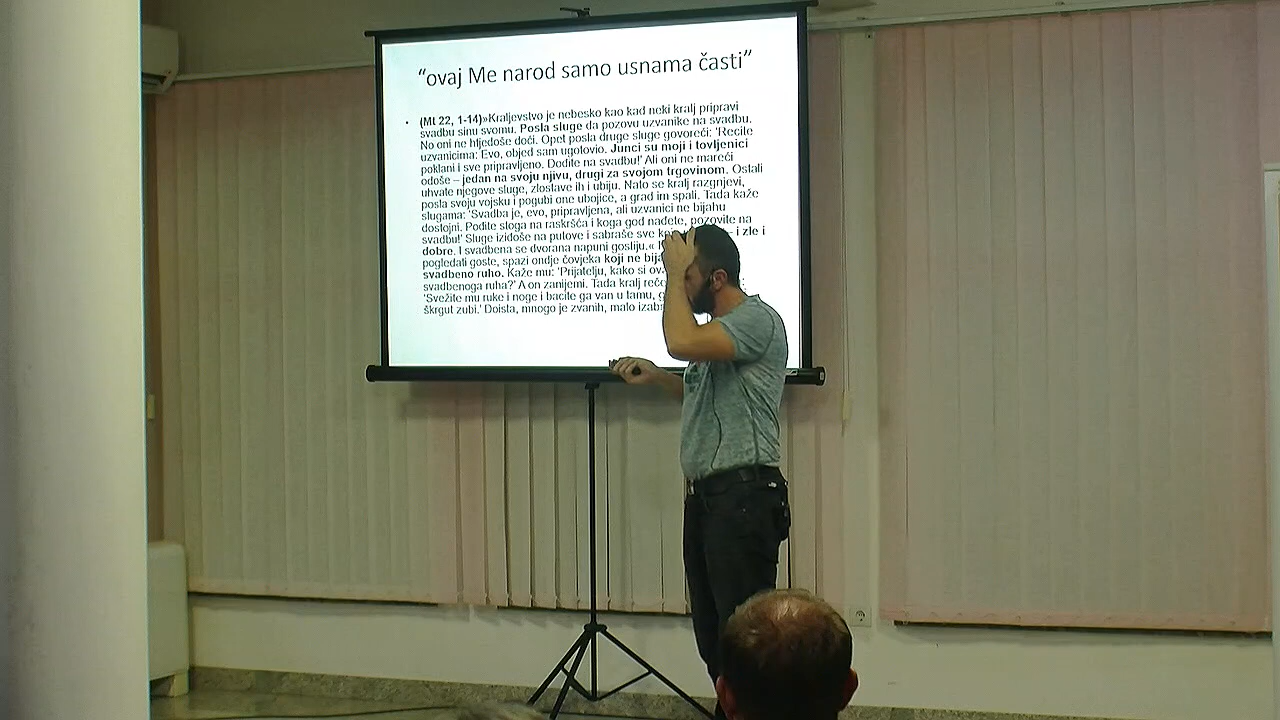 “ovaj Me narod samo usnama časti”
• (Mt 22, 1-14)»Kraljevstvo je nebesko kao kad neki kralj pripravi
svadbu sinu svomu. Posla sluge da pozovu uzvanike na svadbu.
No oni ne htjedoše doći. Opet posla druge sluge govoreći: 'Recite
uzvanicima: Evo, objed sam ugotovio. Junci su moji i tovljenici
poklani i sve pripravljeno. Dođite na svadbu!' Ali oni ne mareći
odoše – jedan na svoju njivu, drugi za svojom trgovinom. Ostali
uhvate njegove sluge, zlostave ih i ubiju. Nato se kralj razgnjevi,
posla svoju vojsku i pogubi one ubojice, a grad im spali. Tada kaže
slugama: 'Svadba je, evo, pripravljena, ali uzvanici ne bijahu
dostojni. Pođite stoga na raskršća i koga god nađete, pozovite na
svadbu!' Sluge iziđoše na putove i sabraše sve – i zle i
dobre. I svadbena se dvorana napuni gostiju.«
pogledati goste, spazi ondje čovjeka koji ne
svadbeno ruho. Kaže mu: 'Prijatelju, kako si
svadbenoga ruha?' A on zanijemi. Tada kralj
'Svežite mu ruke i noge i bacite ga van u tamu,
škrgut zubi.' Doista, mnogo je zvanih, malo